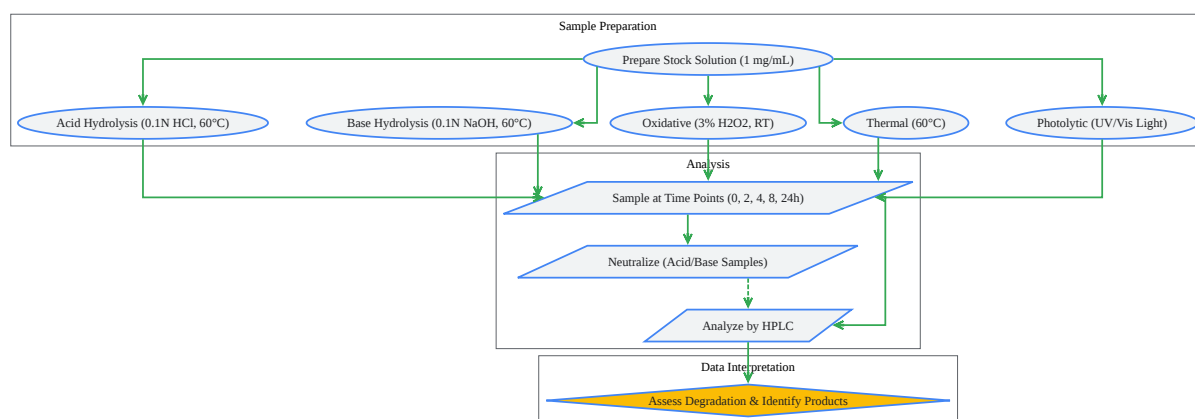 Sample Preparation
Prepare Stock Solution (1 mg/mL)
Acid Hydrolysis (0.1N HCl, 60°C)
Base Hydrolysis (0.1N NaOH, 60°C)
Oxidative (3% H2O2, RT)
Thermal (60°C)
Photolytic (UV/Vis Light)
Analysis
Sample at Time Points (0, 2, 4, 8, 24h)
Neutralize (Acid/Base Samples)
Analyze by HPLC
Data Interpretation
Assess Degradation & Identify Products